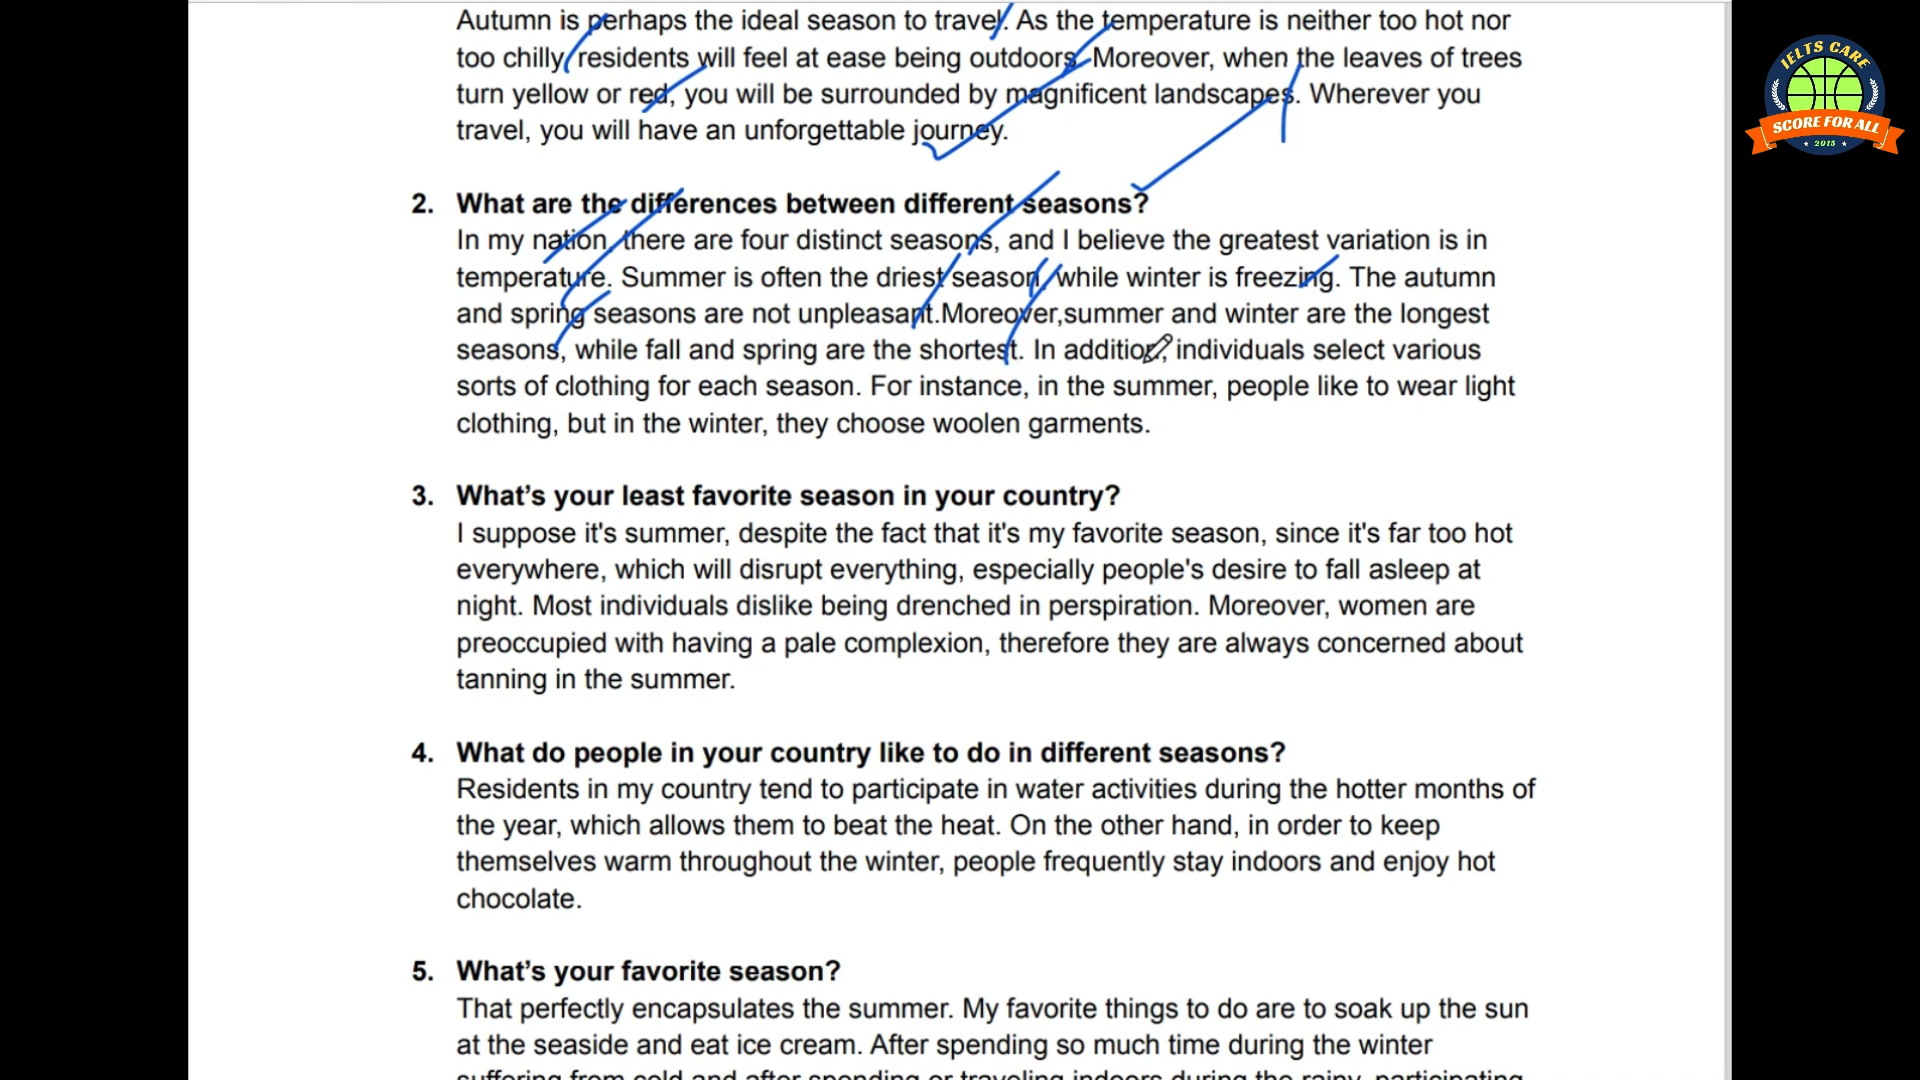 Autumn is perhaps the ideal season to travel. As the temperature is neither too hot nor
too chilly, residents will feel at ease being outdoors. Moreover, when the leaves of trees
turn yellow or red, you will be surrounded by magnificent landscapes. Wherever you
travel, you will have an unforgettable journey.
2. What are the differences between different seasons?
In my nation, there are four distinct seasons, and I believe the greatest variation is in
temperature. Summer is often the driest season, while winter is freezing. The autumn
and spring seasons are not unpleasant.Moreover,summer and winter are the longest
seasons, while fall and spring are the shortest. In addition, individuals select various
sorts of clothing for each season. For instance, in the summer, people like to wear light
clothing, but in the winter, they choose woolen garments.
3. What's your least favorite season in your country?
I suppose it's summer, despite the fact that it's my favorite season, since it's far too hot
everywhere, which will disrupt everything, especially people's desire to fall asleep at
night. Most individuals dislike being drenched in perspiration. Moreover, women are
preoccupied with having a pale complexion, therefore they are always concerned about
tanning in the summer.
4. What do people in your country like to do in different seasons?
Residents in my country tend to participate in water activities during the hotter months of
the year, which allows them to beat the heat. On the other hand, in order to keep
themselves warm throughout the winter, people frequently stay indoors and enjoy hot
chocolate.
5. What's your favorite season?
That perfectly encapsulates the summer. My favorite things to do are to soak up the sun
at the seaside and eat ice cream. After spending so much time during the winter
suffering from cold and after spending or traveling indoors during the rainy, participating
IELTS CARE
SCORE FOR ALL
2015